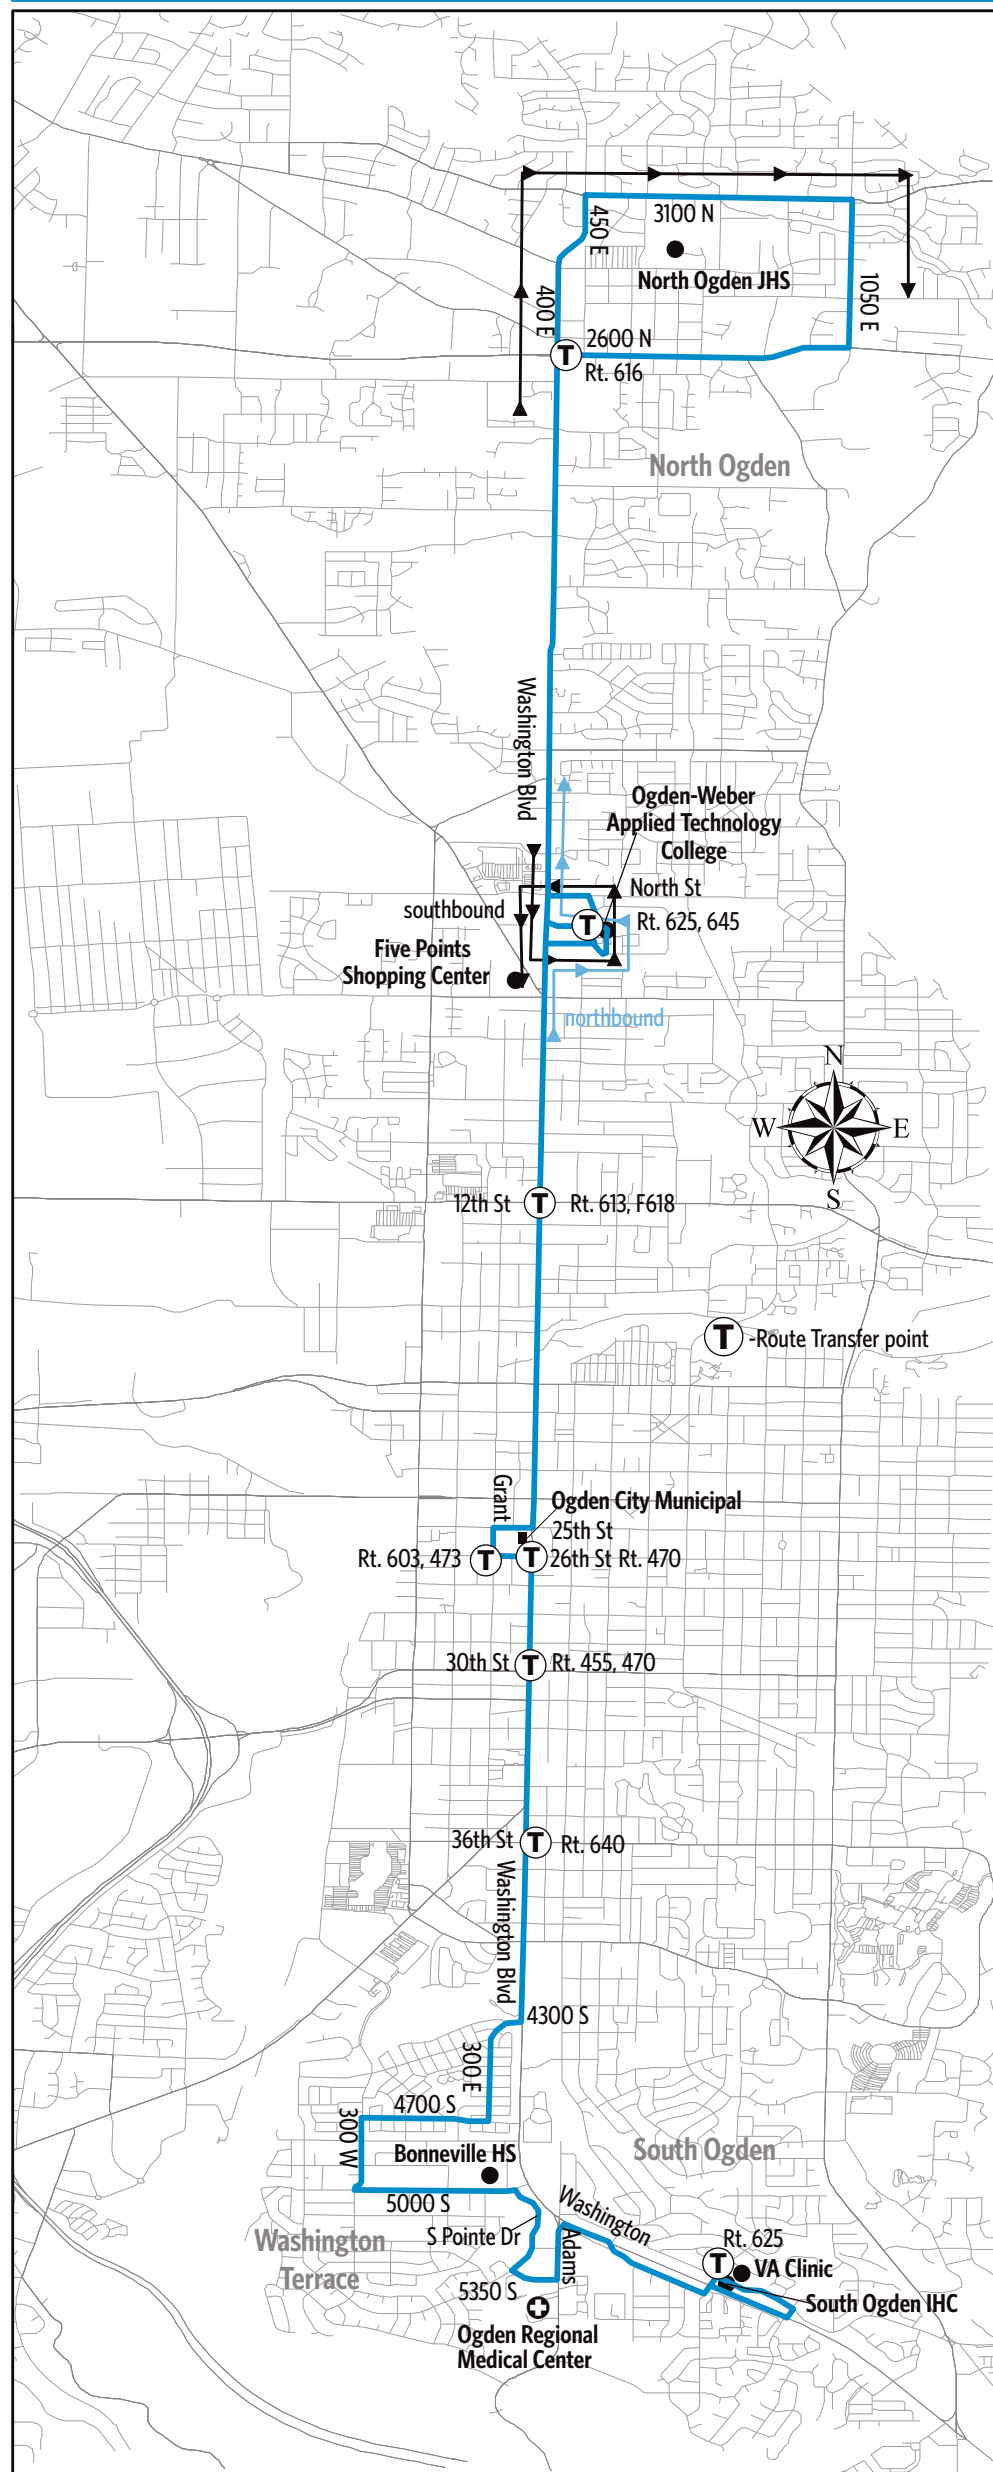 3100 N
450 E
North Ogden JHS
1050 E
400 E
2600 N
T
Rt. 616
North Ogden
Washington Blvd
Ogden-Weber
Applied Technology
College
North St
southbound
T
Rt. 625, 645
Five Points
Shopping Center
northbound
N
W
E
S
12th St
T
Rt. 613, F618
T
-Route Transfer point
Grant
Ogden City Municipal
25th St
Rt. 603, 473
T
T
26th St Rt. 470
30th St
T
Rt. 455, 470
36th St
T
Rt. 640
Washington Blvd
4300 S
300 E
4700 S
300 W
South Ogden
Bonneville HS
5000 S
Washington
S Pointe Dr
Adams
Washington
Terrace
Rt. 625
T
VA Clinic
5350 S
South Ogden IHC
Ogden Regional
Medical Center